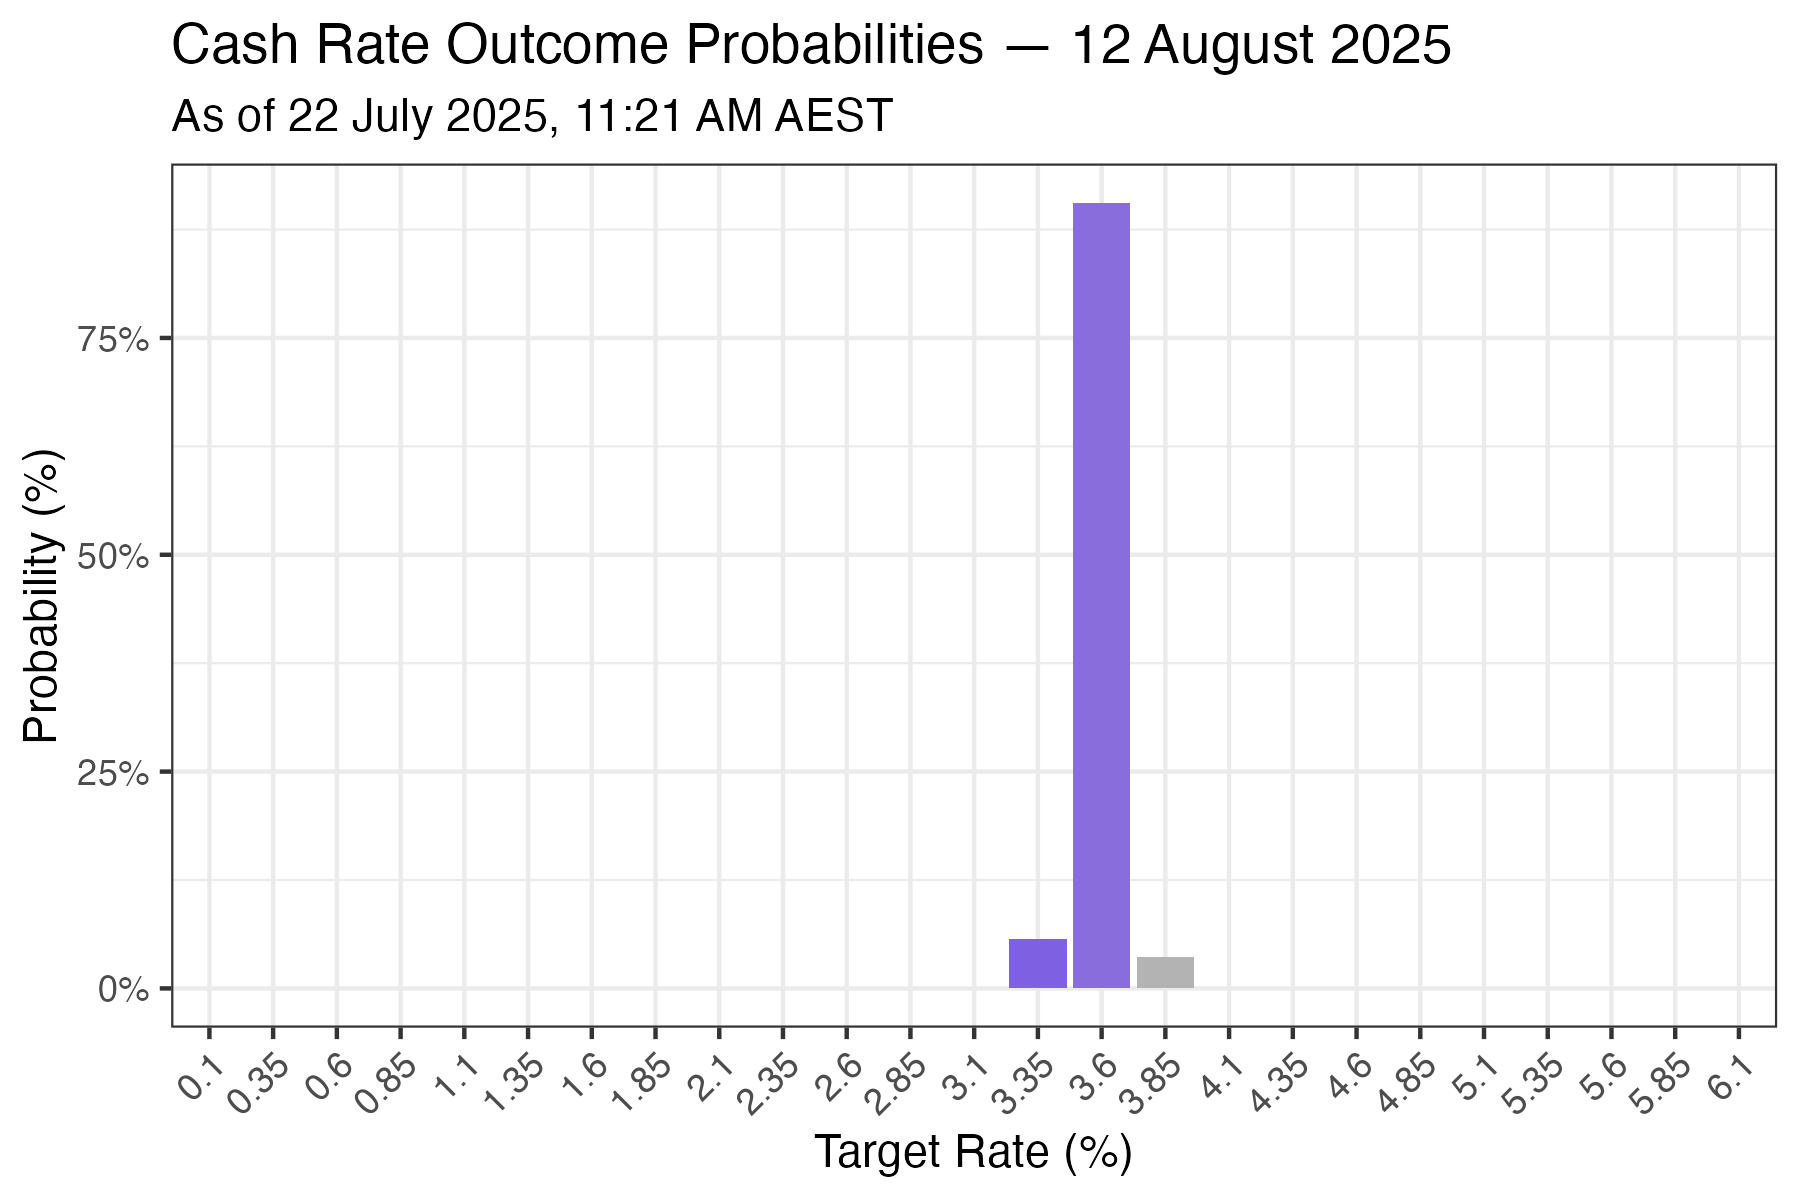 Cash Rate Outcome Probabilities — 12 August 2025
As of 22 July 2025, 11:21 AM AEST
Probability (%)
75%
50%
25%
0%
0.1 0.35 0.6 0.85 1.1 1.35 1.6 1.85 2.1 2.35 2.6 2.85 3.1 3.35 3.6 3.85 4.1 4.35 4.6 4.85 5.1 5.35 5.6 5.85 6.1
Target Rate (%)